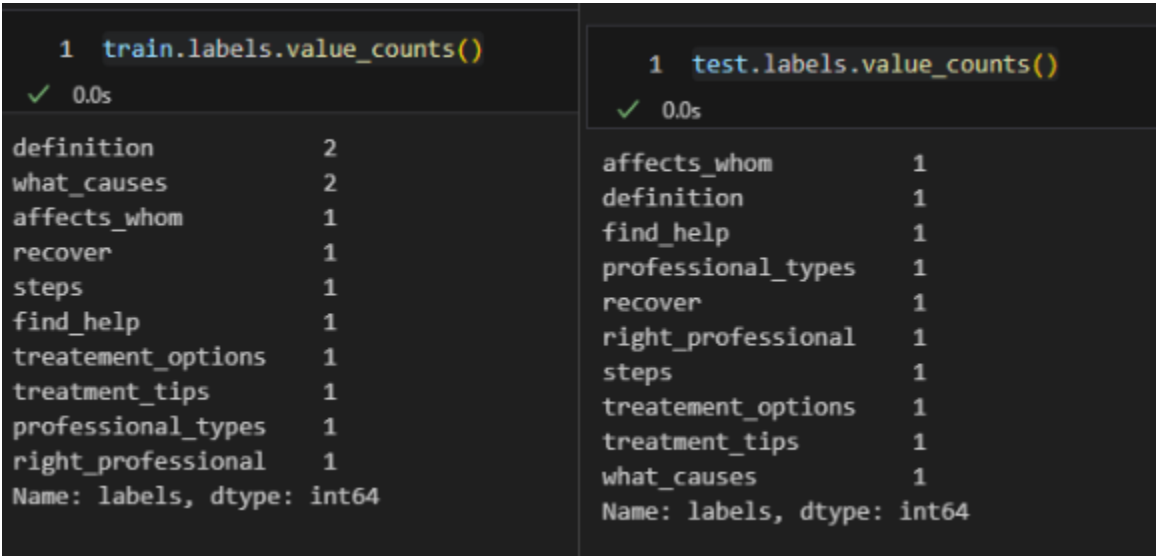 1 train.labels.value_counts()
0.0s
definition 2
what_causes 2
affects_whom 1
recover 1
steps 1
find_help 1
treatement_options 1
treatment_tips 1
professional_types 1
right_professional 1
Name: labels, dtype: int64
1 test.labels.value_counts()
0.0s
affects_whom 1
definition 1
find_help 1
professional_types 1
recover 1
right_professional 1
steps 1
treatement_options 1
treatment_tips 1
what_causes 1
Name: labels, dtype: int64